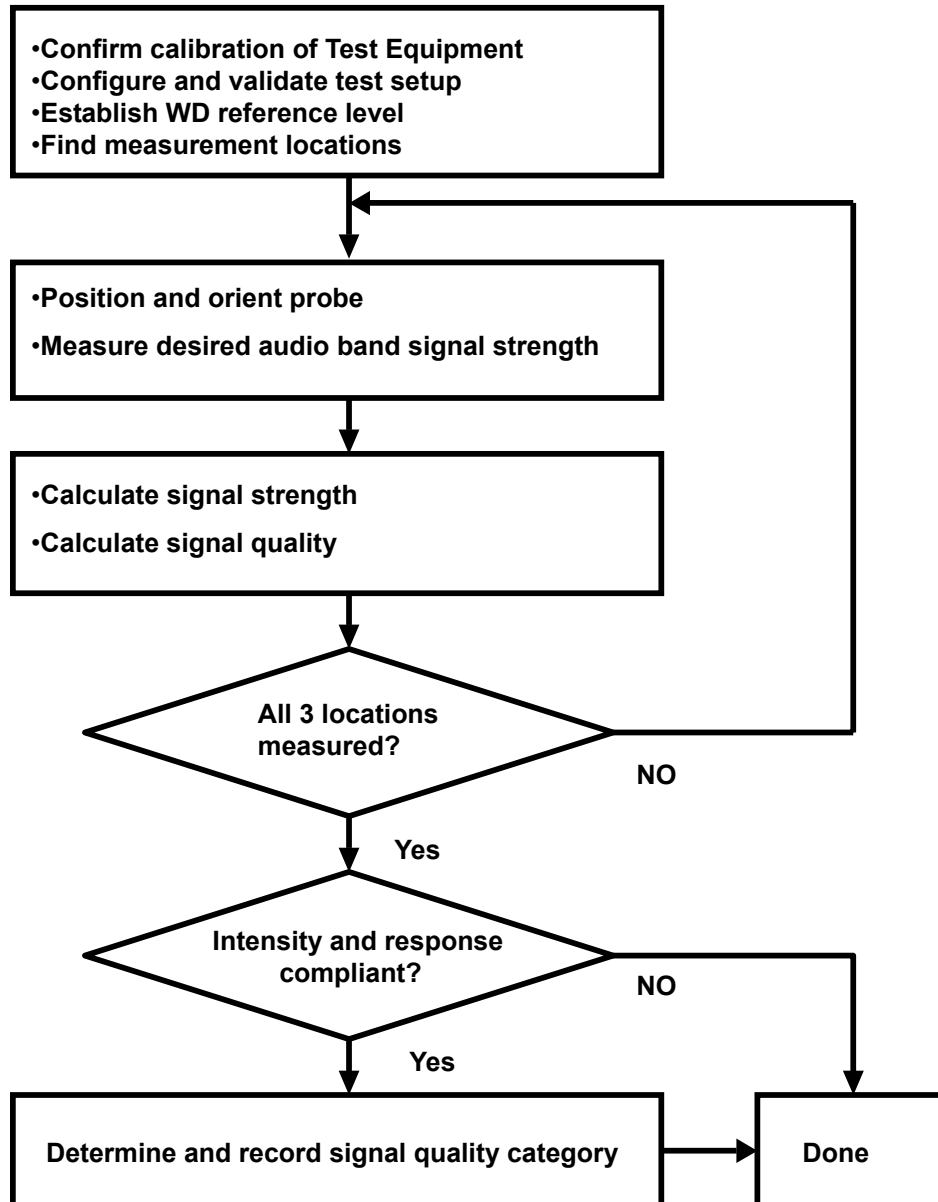 •Confirm calibration of Test Equipment
•Configure and validate test setup
•Establish WD reference level
•Find measurement locations
•Position and orient probe
•Measure desired audio band signal strength
•Calculate signal strength
•Calculate signal quality
All 3 locations
measured?
NO
Yes
Intensity and response
compliant?
NO
Yes
Determine and record signal quality category
Done